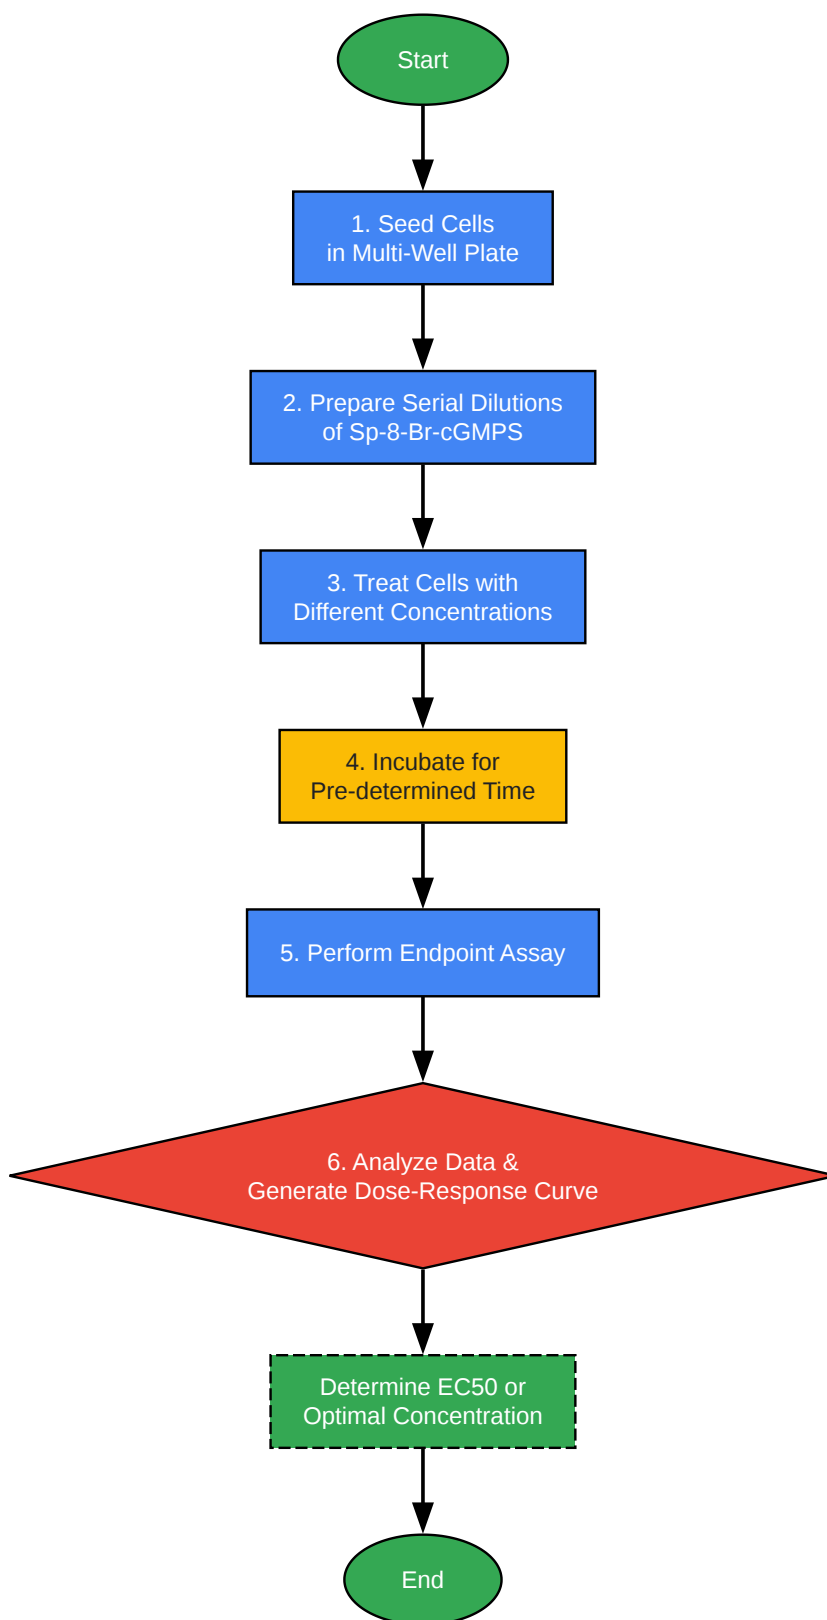 Start
1. Seed Cells
in Multi-Well Plate
2. Prepare Serial Dilutions
of Sp-8-Br-cGMPS
3. Treat Cells with
Different Concentrations
4. Incubate for
Pre-determined Time
5. Perform Endpoint Assay
6. Analyze Data &
Generate Dose-Response Curve
Determine EC50 or
Optimal Concentration
End